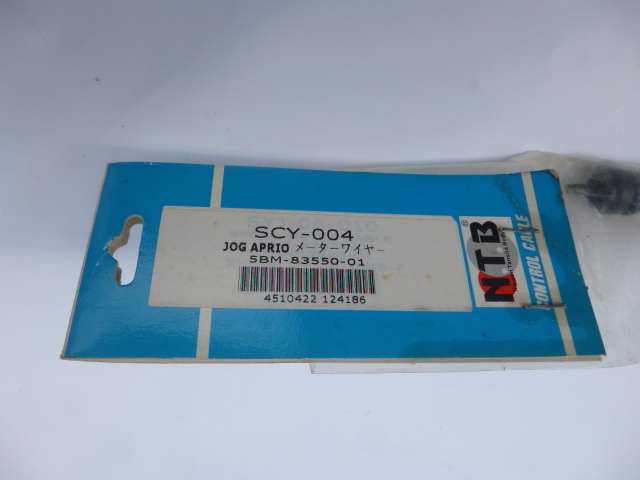 SCY-004
JOG APRIO メーターワイヤー
5BM-83550-01
4510422 124186
NTB
®
CONTROL CABLE